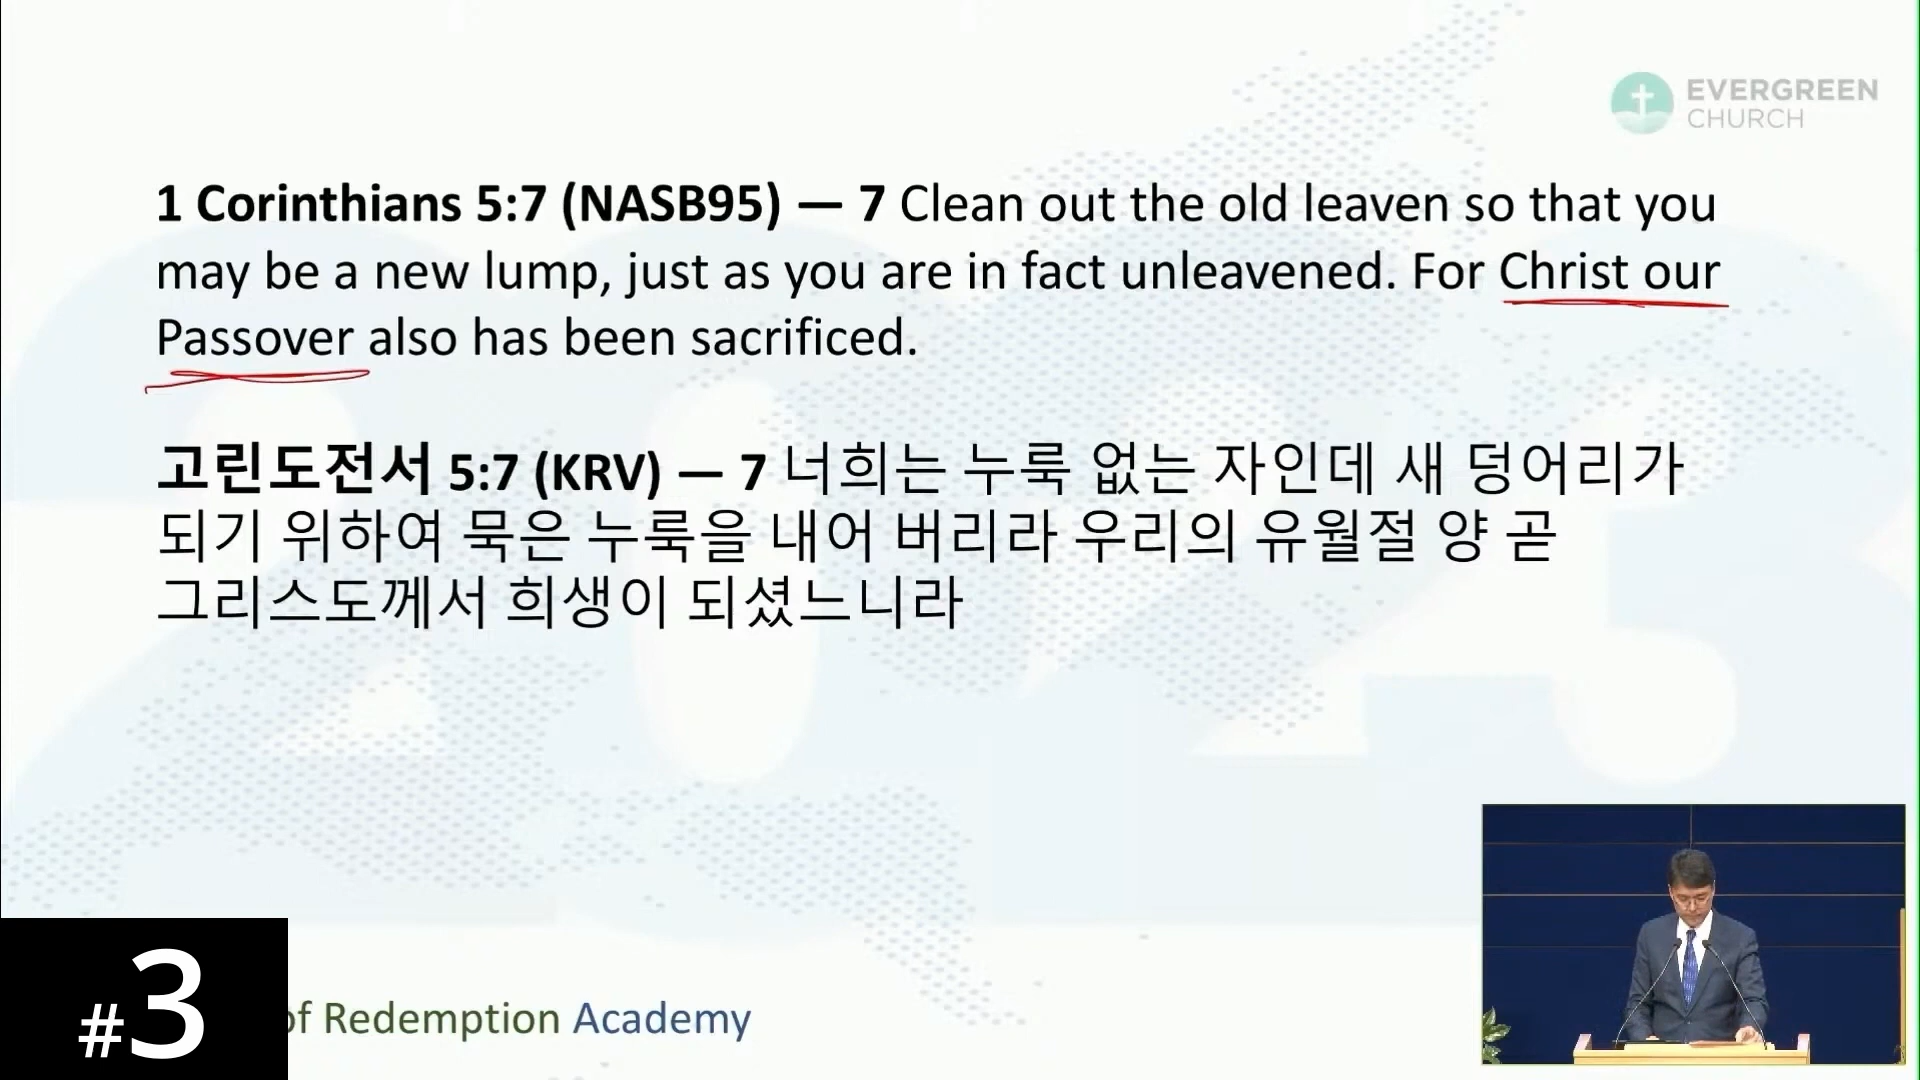 EVERGREEN
CHURCH
1 Corinthians 5:7 (NASB95) — 7 Clean out the old leaven so that you
may be a new lump, just as you are in fact unleavened. For Christ our
Passover also has been sacrificed.
고린도전서 5:7 (KRV) — 7 너희는 누룩 없는 자인데 새 덩어리가
되기 위하여 묵은 누룩을 내어 버리라 우리의 유월절 양 곧
그리스도께서 희생이 되셨느니라
#3
of Redemption Academy